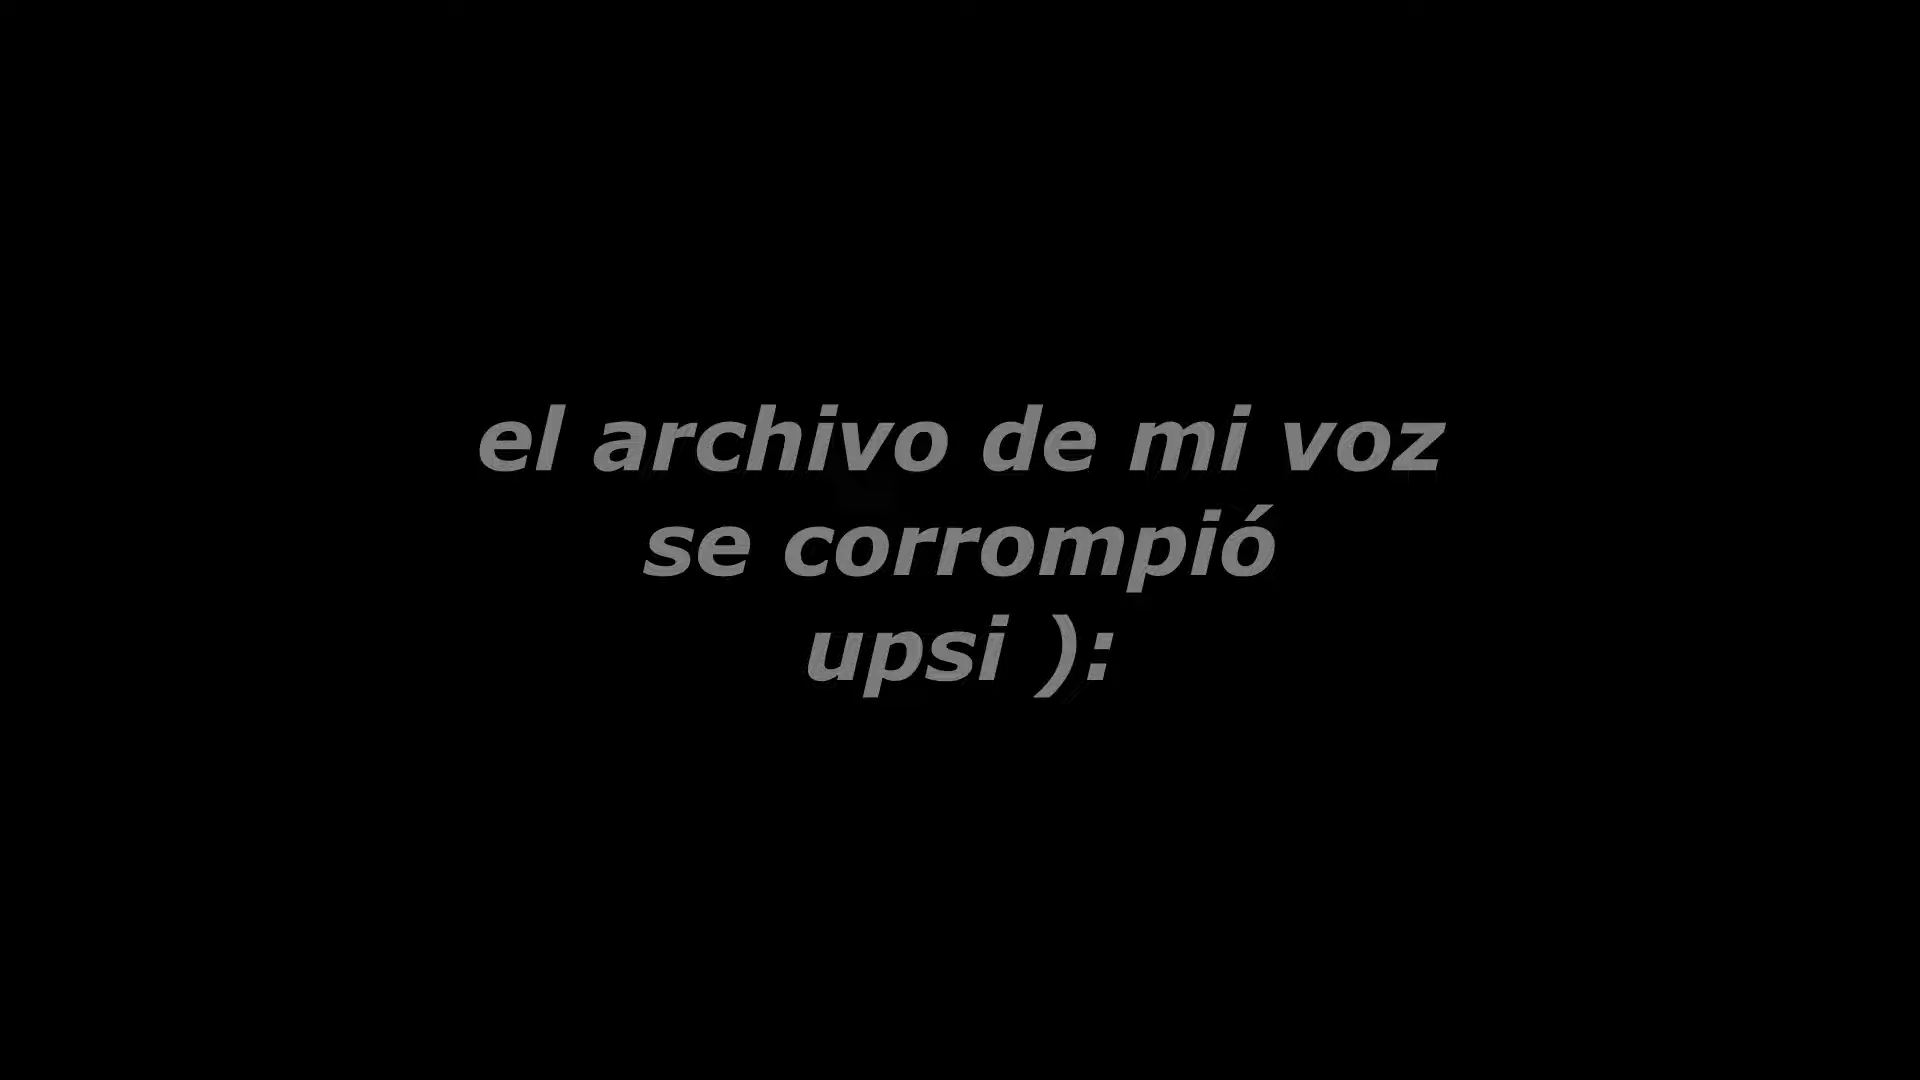 el archivo de mi voz
se corrompió
upsi ):